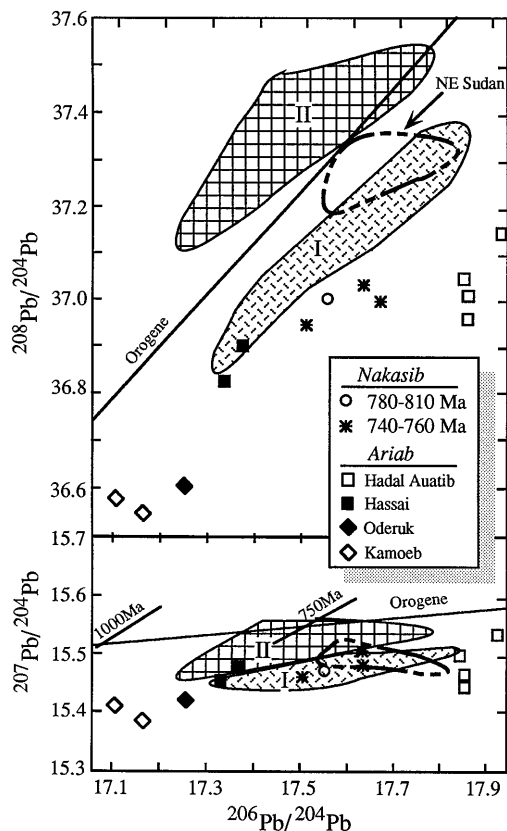 37.6
37.4
37.2
37.0
36.8
36.6
15.7
208Pb/204Pb
II
I
NE Sudan
Orogene
Nakasib
780-810 Ma
740-760 Ma
Ariab
Hadal Auatib
Hassai
Oderuk
Kamoeb
15.6
15.5
15.4
15.3
207Pb/204Pb
1000Ma
750Ma
Orogene
II
I
17.1
17.3
17.5
17.7
17.9
206Pb/204Pb